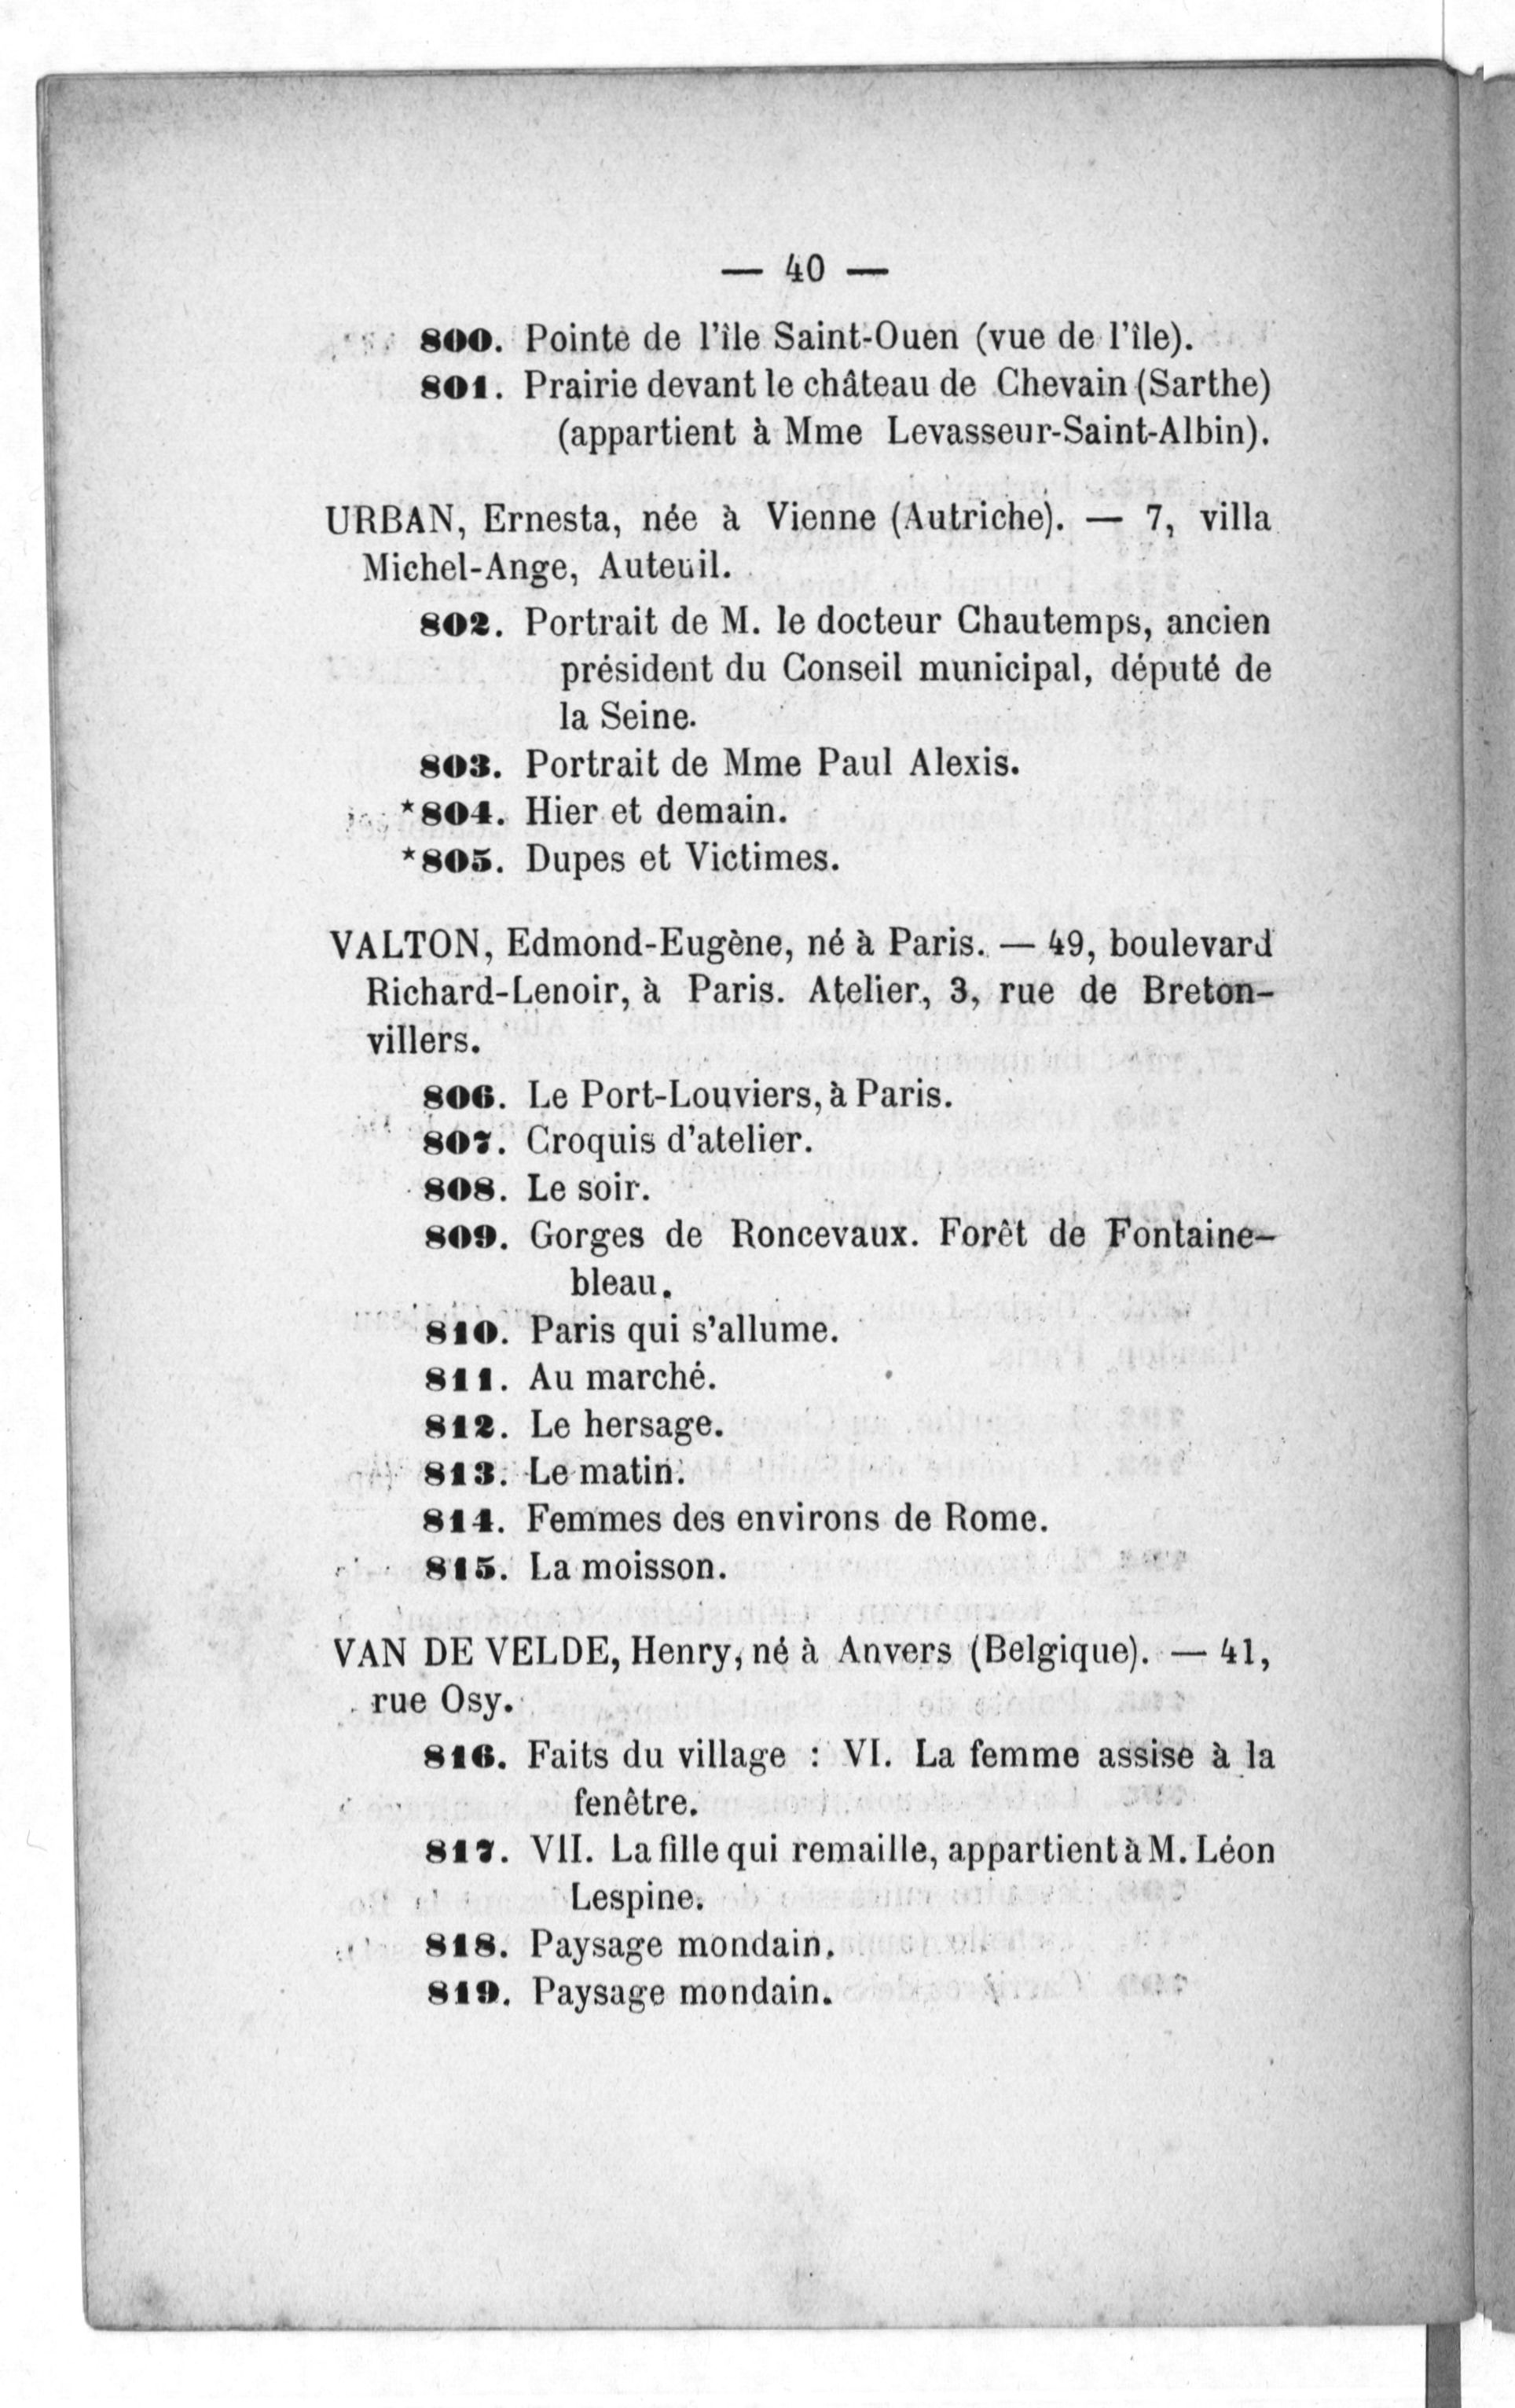 — 40 —
800. Pointe de l'île Saint-Ouen (vue de l'île).
801. Prairie devant le château de Chevain (Sarthe)
(appartient à Mme Levasseur-Saint-Albin).
URBAN, Ernesta, née à Vienne (Autriche). — 7, villa
Michel-Ange, Auteuil.
802. Portrait de M. le docteur Chautemps, ancien
président du Conseil municipal, député de
la Seine.
803. Portrait de Mme Paul Alexis.
*804. Hier et demain.
*805. Dupes et Victimes.
VALTON, Edmond-Eugène, né à Paris. — 49, boulevard
Richard-Lenoir, à Paris. Atelier, 3, rue de Breton-
villers.
806. Le Port-Louviers, à Paris.
807. Croquis d'atelier.
808. Le soir.
809. Gorges de Roncevaux. Forêt de Fontaine-
bleau.
810. Paris qui s'allume.
811. Au marché.
812. Le hersage.
813. Le matin.
814. Femmes des environs de Rome.
815. La moisson.
VAN DE VELDE, Henry, né à Anvers (Belgique). — 41,
rue Osy.
816. Faits du village : VI. La femme assise à la
fenêtre.
817. VII. La fille qui remaille, appartient à M. Léon
Lespine.
818. Paysage mondain.
819. Paysage mondain.